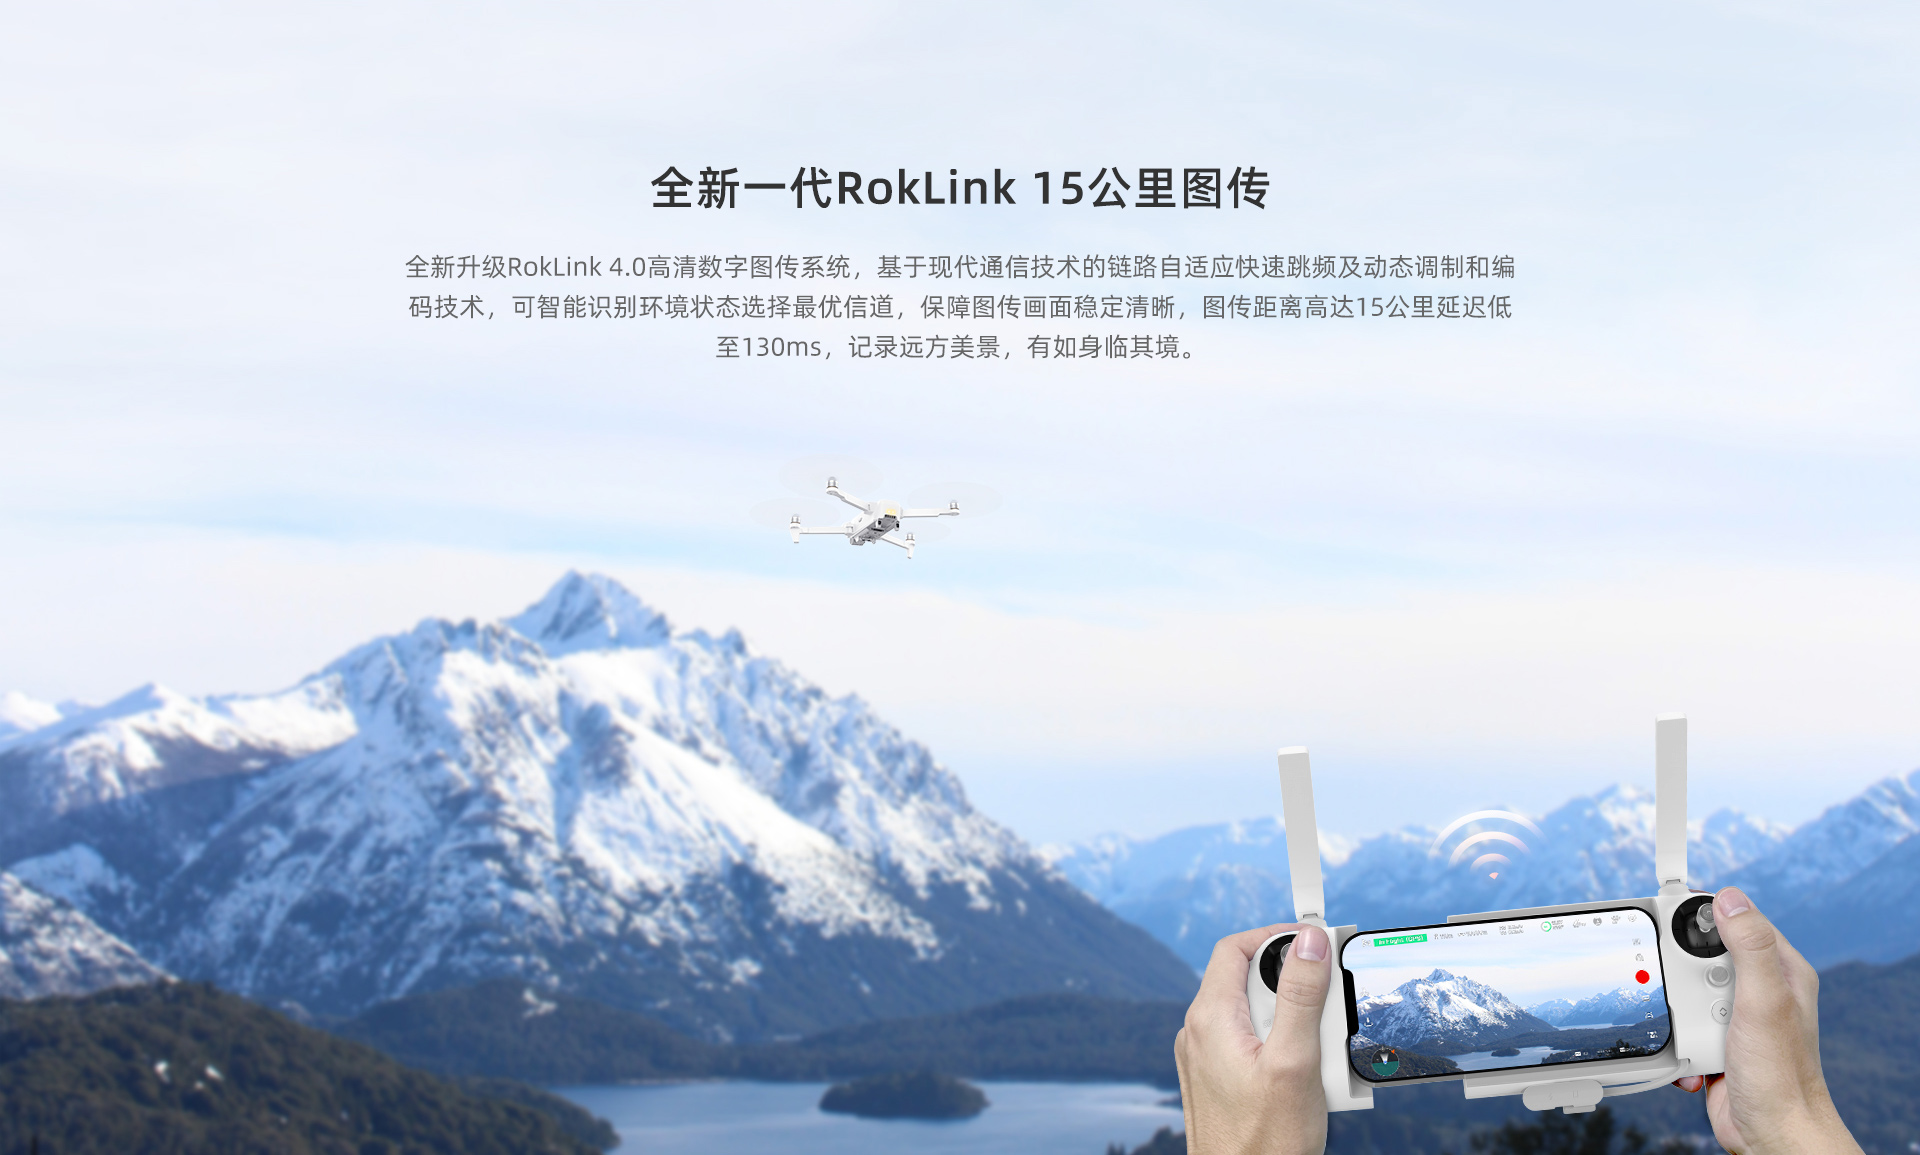 全新一代RokLink 15公里图传
全新升级RokLink 4.0高清数字图传系统，基于现代通信技术的链路自适应快速跳频及动态调制和编
码技术，可智能识别环境状态选择最优信道，保障图传画面稳定清晰，图传距离高达15公里延迟低
至130ms，记录远方美景，有如身临其境。